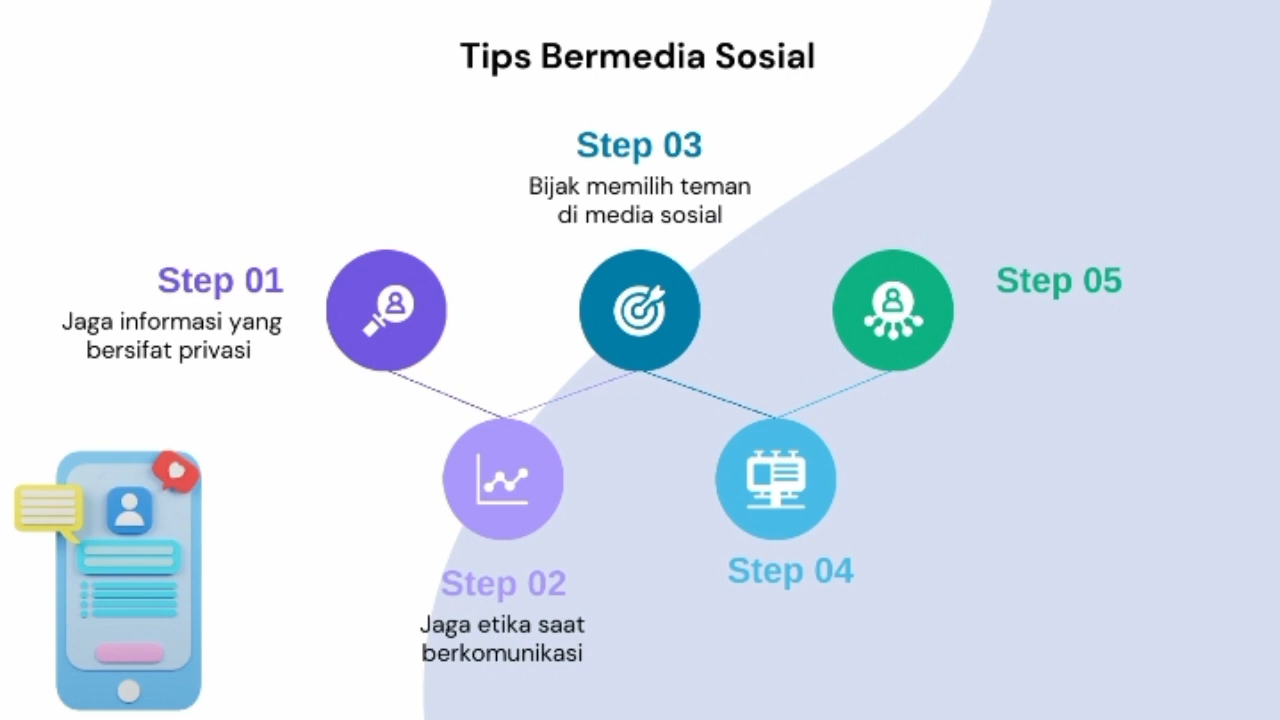 Tips Bermedia Sosial
Step 01
Jaga informasi yang
bersifat privasi
Step 02
Jaga etika saat
berkomunikasi
Step 03
Bijak memilih teman
di media sosial
Step 04
Step 05